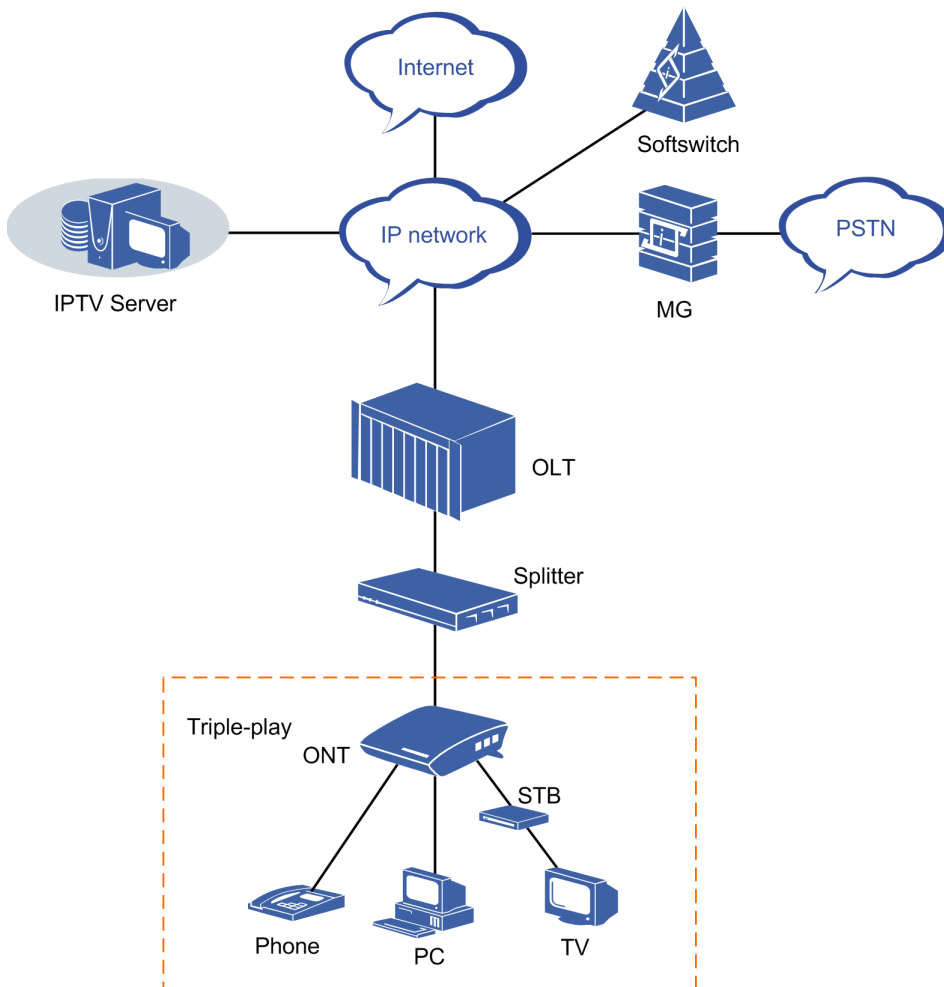 Internet
Softswitch
IP network
PSTN
IPTV Server
MG
OLT
Splitter
Triple-play
ONT
STB
Phone
PC
TV